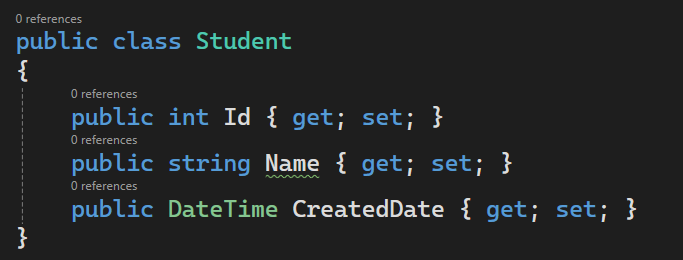 0 references
public class Student
{
0 references
public int Id { get; set; }
0 references
public string Name { get; set; }
0 references
public DateTime CreatedDate { get; set; }
}